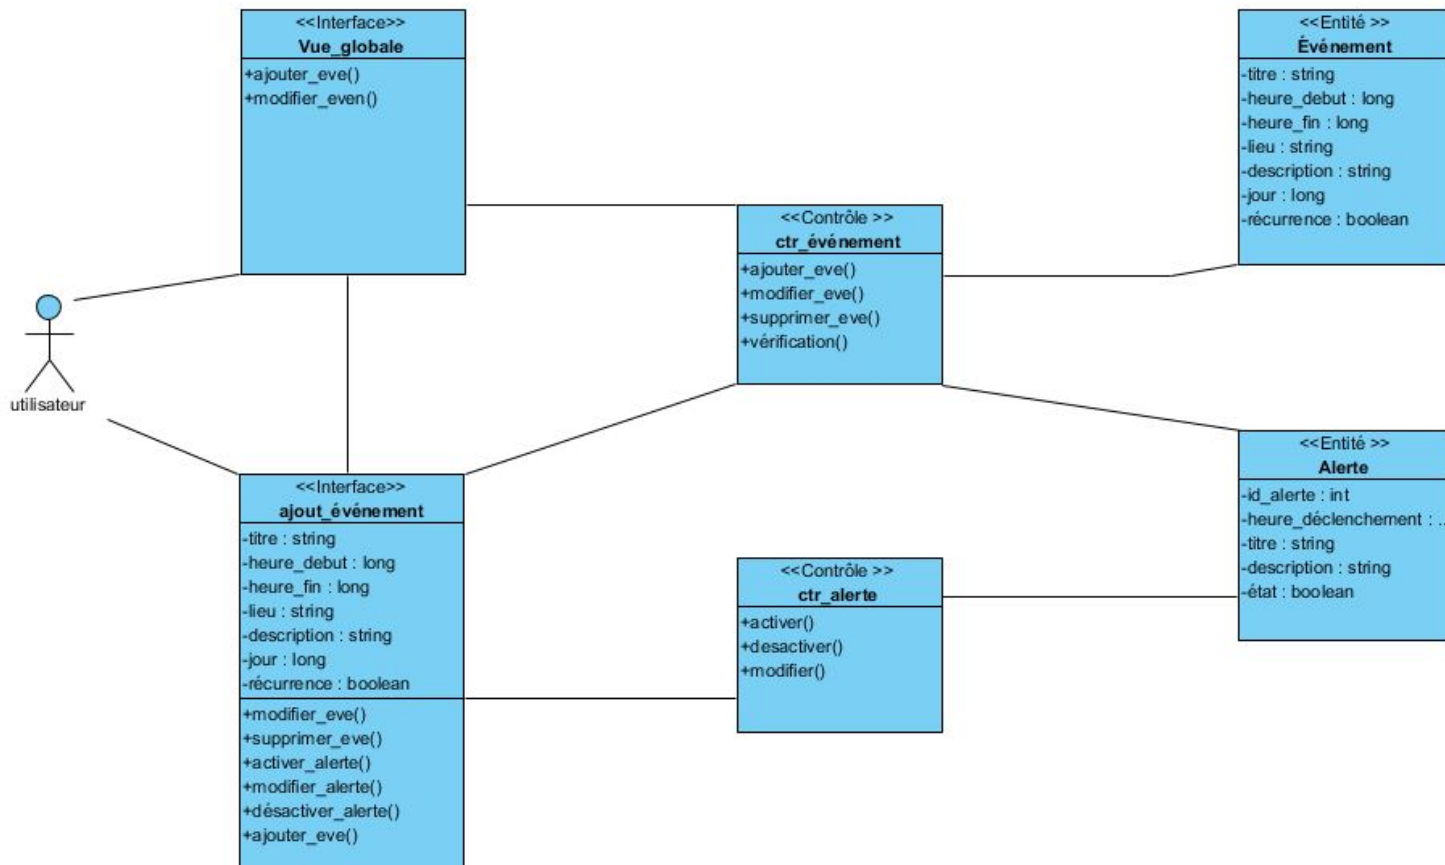 <<Interface>>
Vue_globale
+ajouter_eve()
+modifier_even()
<<Entité >>
Événement
-titre : string
-heure_debut : long
-heure_fin : long
-lieu : string
-description : string
-jour : long
-récurrence : boolean
<<Contrôle >>
ctr_événement
+ajouter_eve()
+modifier_eve()
+supprimer_eve()
+vérification()
utilisateur
<<Interface>>
ajout_événement
-titre : string
-heure_debut : long
-heure_fin : long
-lieu : string
-description : string
-jour : long
-récurrence : boolean
+modifier_eve()
+supprimer_eve()
+activer_alerte()
+modifier_alerte()
+désactiver_alerte()
+ajouter_eve()
<<Contrôle >>
ctr_alerte
+activer()
+desactiver()
+modifier()
<<Entité >>
Alerte
-id_alerte : int
-heure_déclenchement : ..
-titre : string
-description : string
-état : boolean